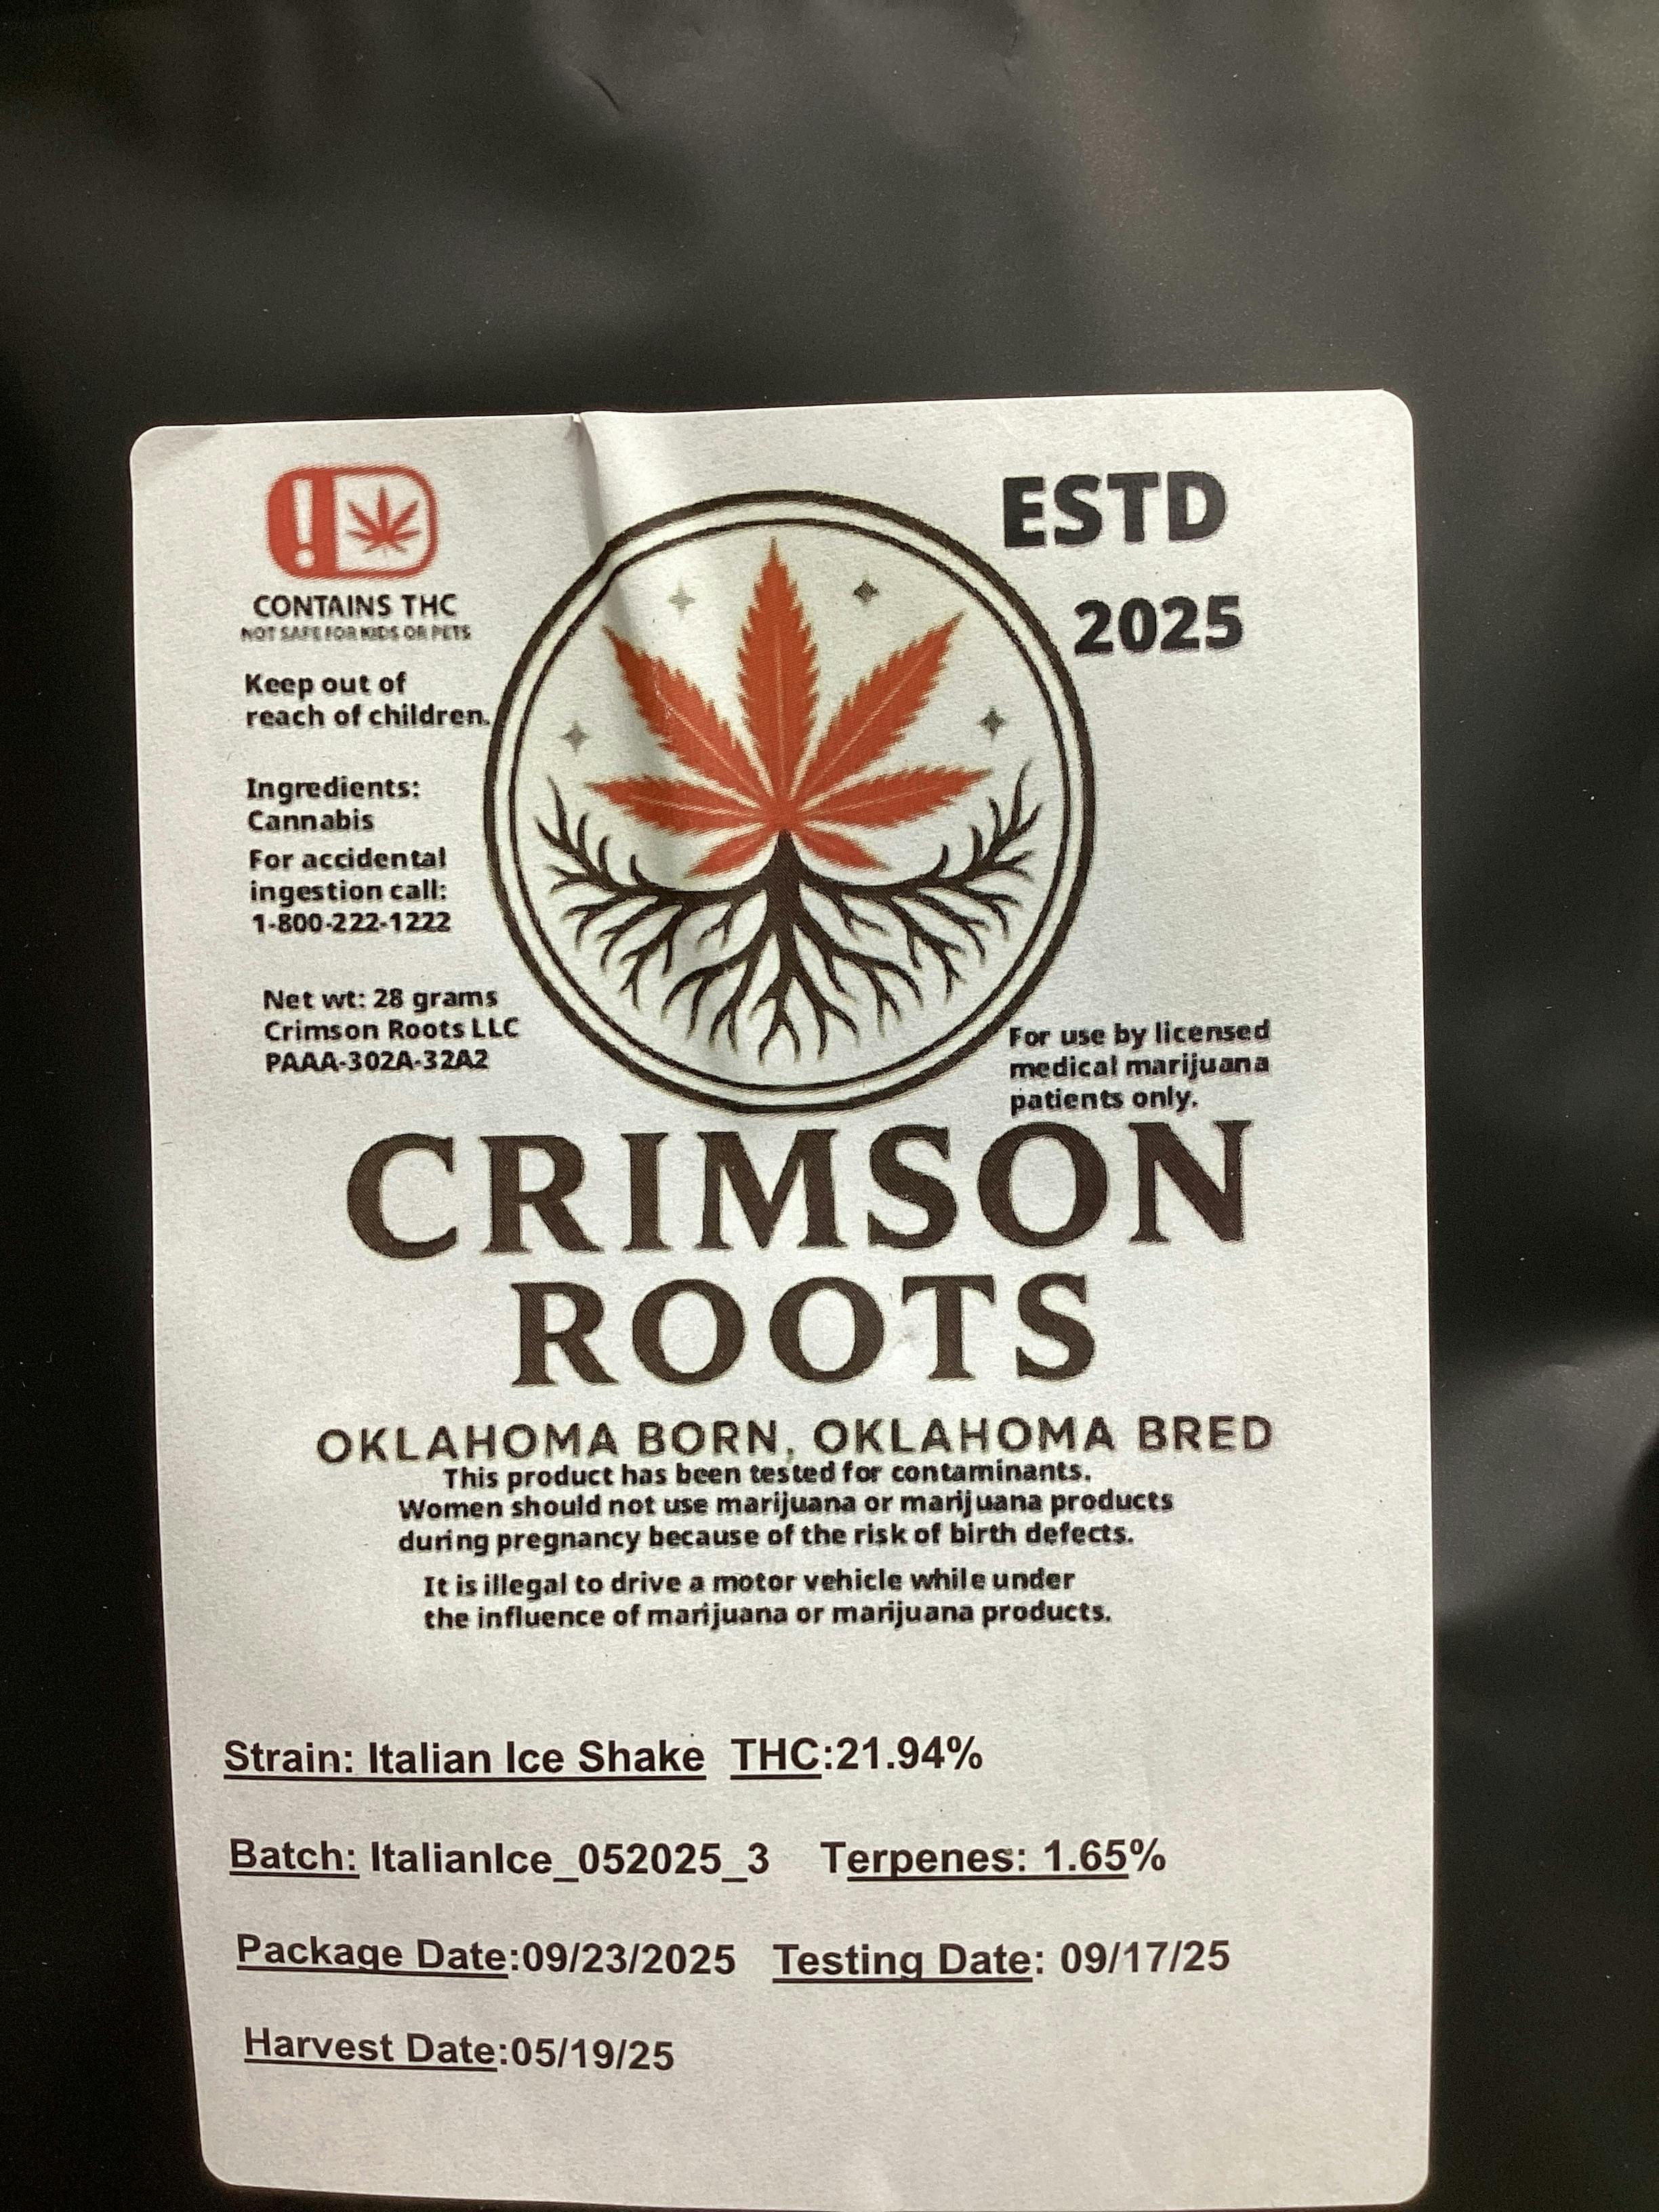 CONTAINS THC
NOT SAFE FOR KIDS OR PETS
Keep out of
reach of children.
Ingredients:
Cannabis
For accidental
ingestion call:
1-800-222-1222
Net wt: 28 grams
Crimson Roots LLC
PAAA-302A-32A2
ESTD
2025
For use by licensed
medical marijuana
patients only.
CRIMSON
ROOTS
OKLAHOMA BORN, OKLAHOMA BRED
This product has been tested for contaminants.
Women should not use marijuana or marijuana products
during pregnancy because of the risk of birth defects.
It is illegal to drive a motor vehicle while under
the influence of marijuana or marijuana products.
Strain: Italian Ice Shake THC:21.94%
Batch: ItalianIce_052025_3 Terpenes: 1.65%
Package Date:09/23/2025 Testing Date: 09/17/25
Harvest Date:05/19/25